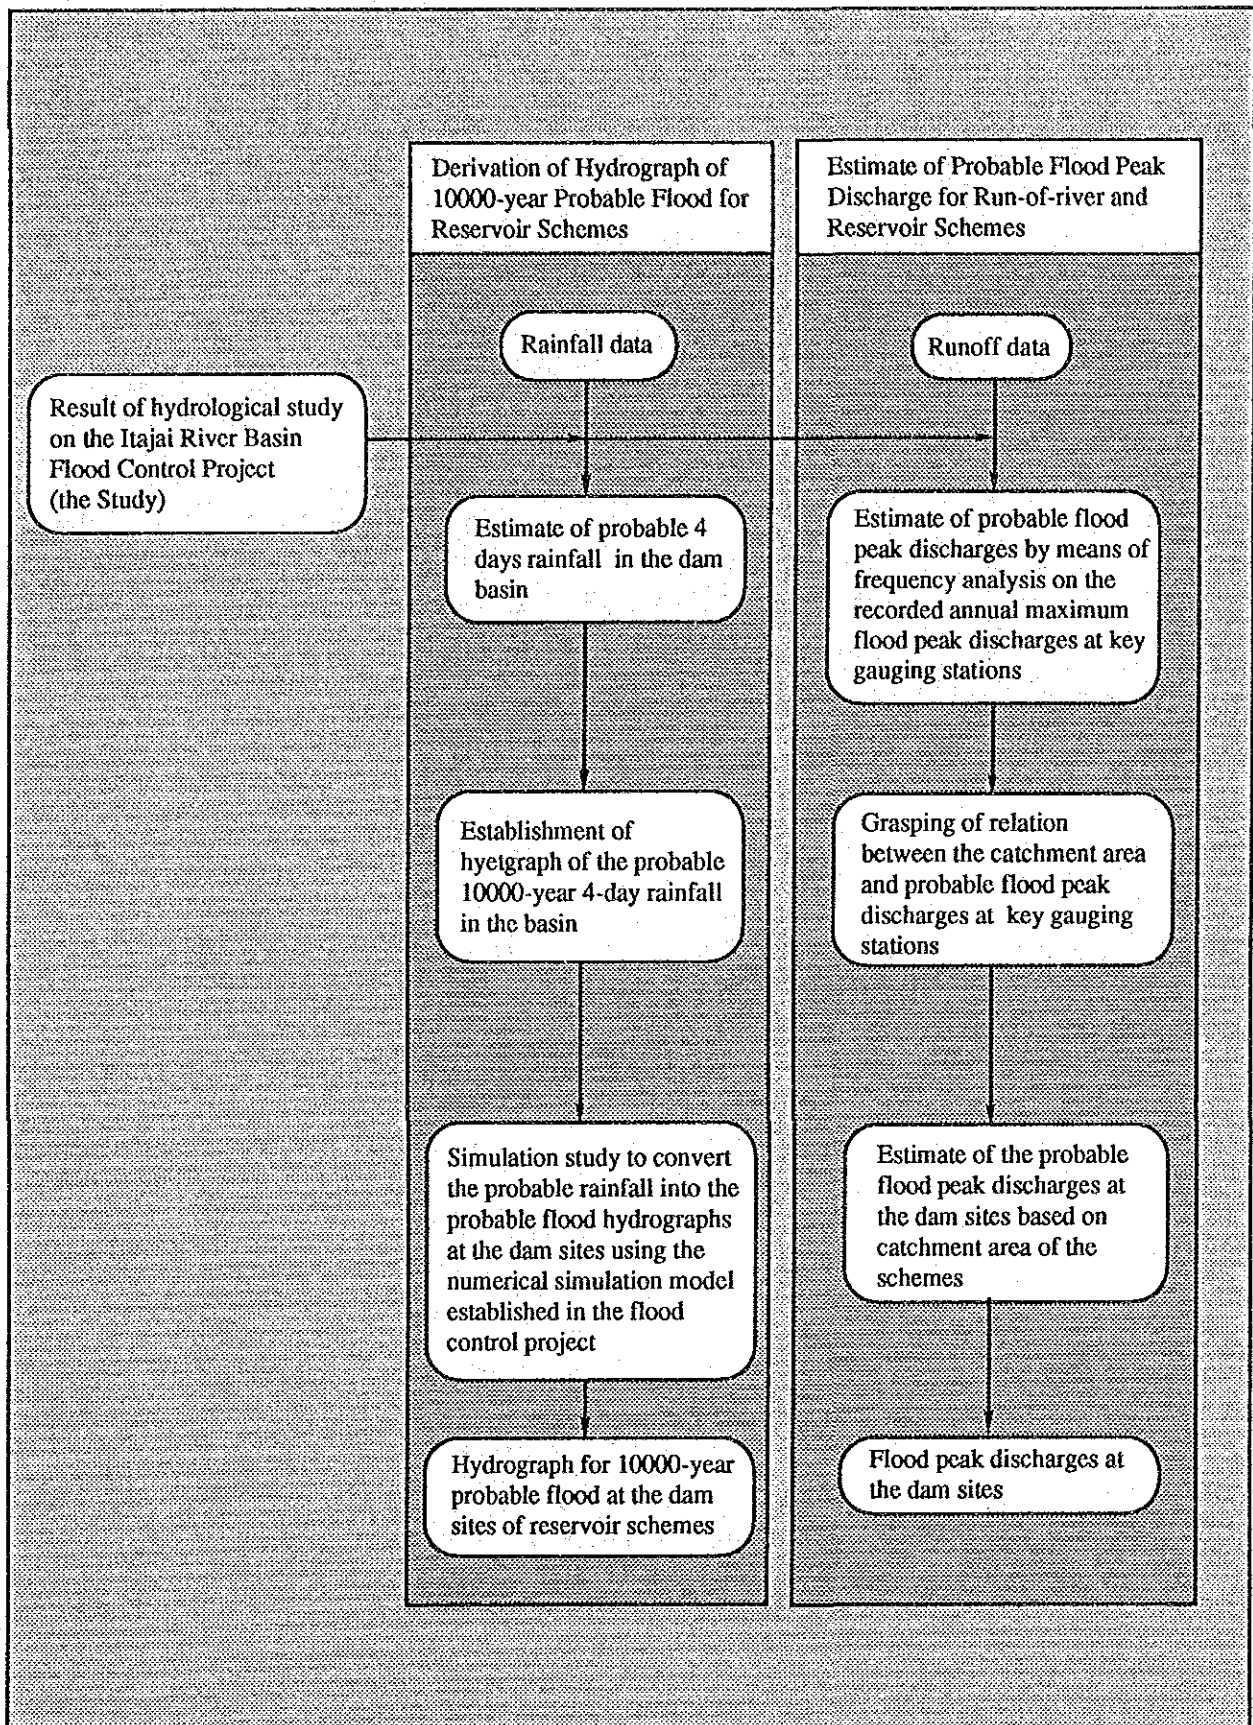 Derivation of Hydrograph of
10000-year Probable Flood for
Reservoir Schemes
Estimate of Probable Flood Peak
Discharge for Run-of-river and
Reservoir Schemes
Rainfall data
Runoff data
Result of hydrological study
on the Itajai River Basin
Flood Control Project
(the Study)
Estimate of probable 4
days rainfall in the dam
basin
Estimate of probable flood
peak discharges by means of
frequency analysis on the
recorded annual maximum
flood peak discharges at key
gauging stations
Establishment of
hyetgraph of the probable
10000-year 4-day rainfall
in the basin
Grasping of relation
between the catchment area
and probable flood peak
discharges at key gauging
stations
Simulation study to convert
the probable rainfall into the
probable flood hydrographs
at the dam sites using the
numerical simulation model
established in the flood
control project
Estimate of the probable
flood peak discharges at
the dam sites based on
catchment area of the
schemes
Hydrograph for 10000-year
probable flood at the dam
sites of reservoir schemes
Flood peak discharges at
the dam sites